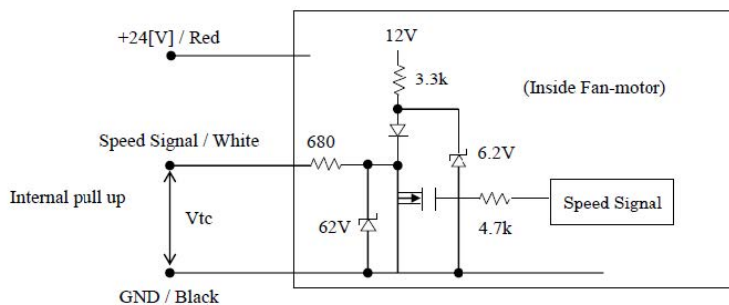 +24[V] / Red
12V
3.3k
(Inside Fan-motor)
Speed Signal / White
680
6.2V
Internal pull up
Vtc
62V
4.7k
Speed Signal
GND / Black